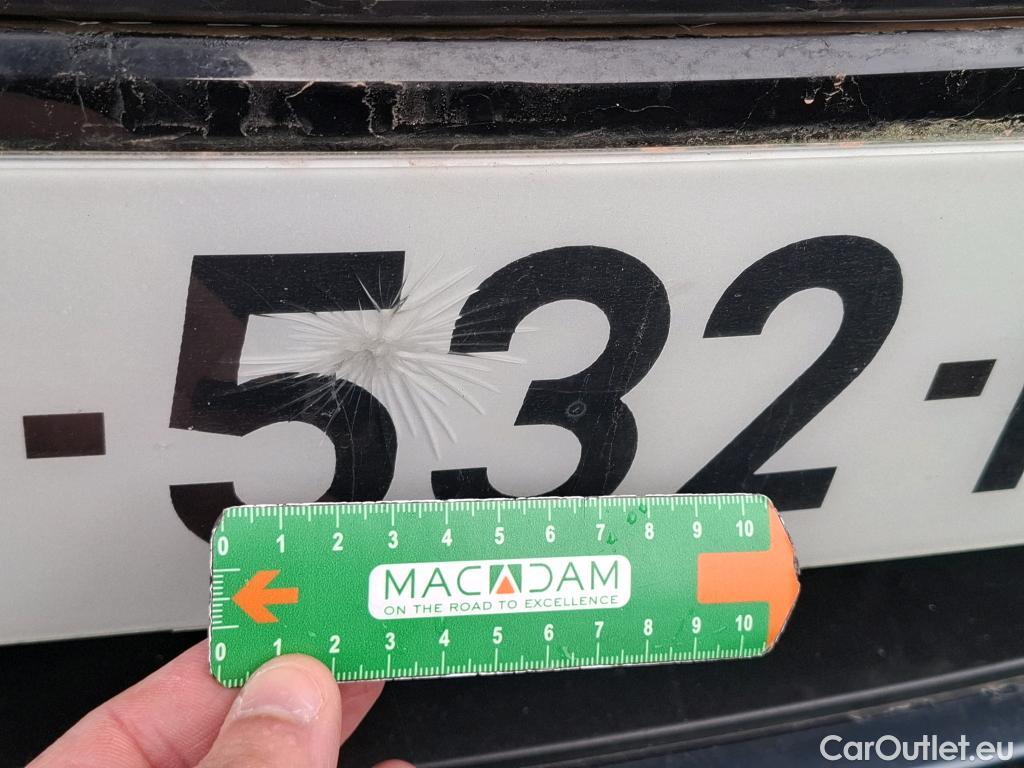 -532-
0 1 2 3 4 5 6 7 8 9 10
MACADAM
ON THE ROAD TO EXCELLENCE
0 1 2 3 4 5 6 7 8 9 10
CarOutlet.eu